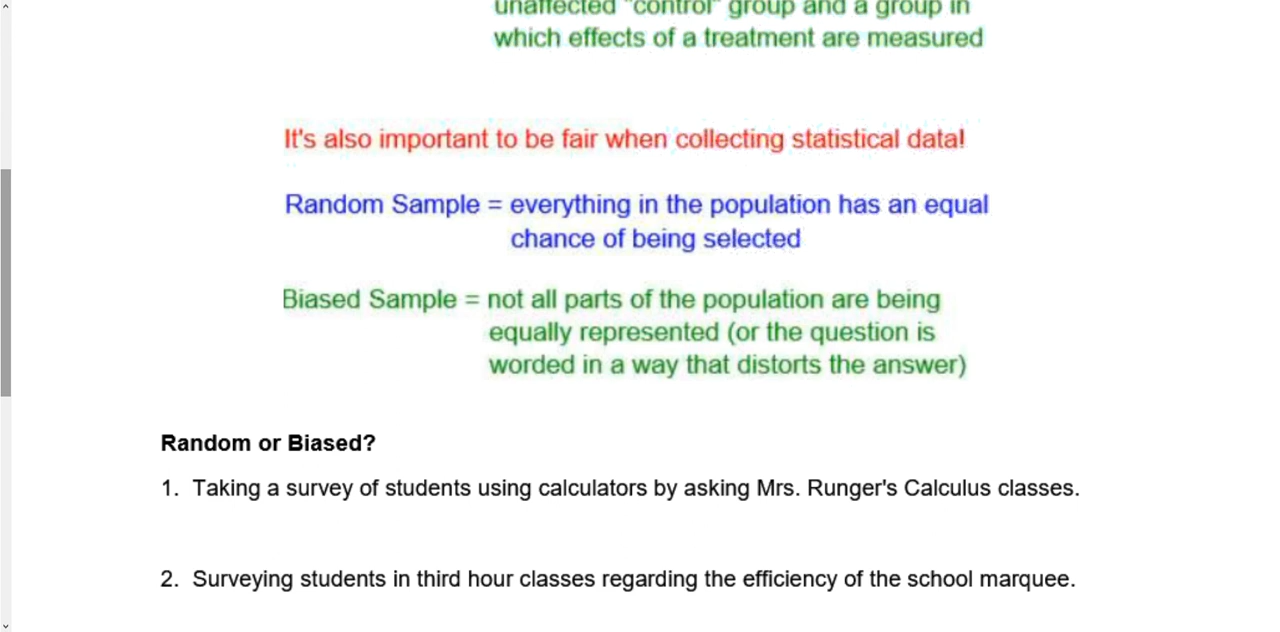 unaffected "control" group and a group in
which effects of a treatment are measured
It's also important to be fair when collecting statistical data!
Random Sample = everything in the population has an equal
chance of being selected
Biased Sample = not all parts of the population are being
equally represented (or the question is
worded in a way that distorts the answer)
Random or Biased?
1. Taking a survey of students using calculators by asking Mrs. Runger's Calculus classes.
2. Surveying students in third hour classes regarding the efficiency of the school marquee.